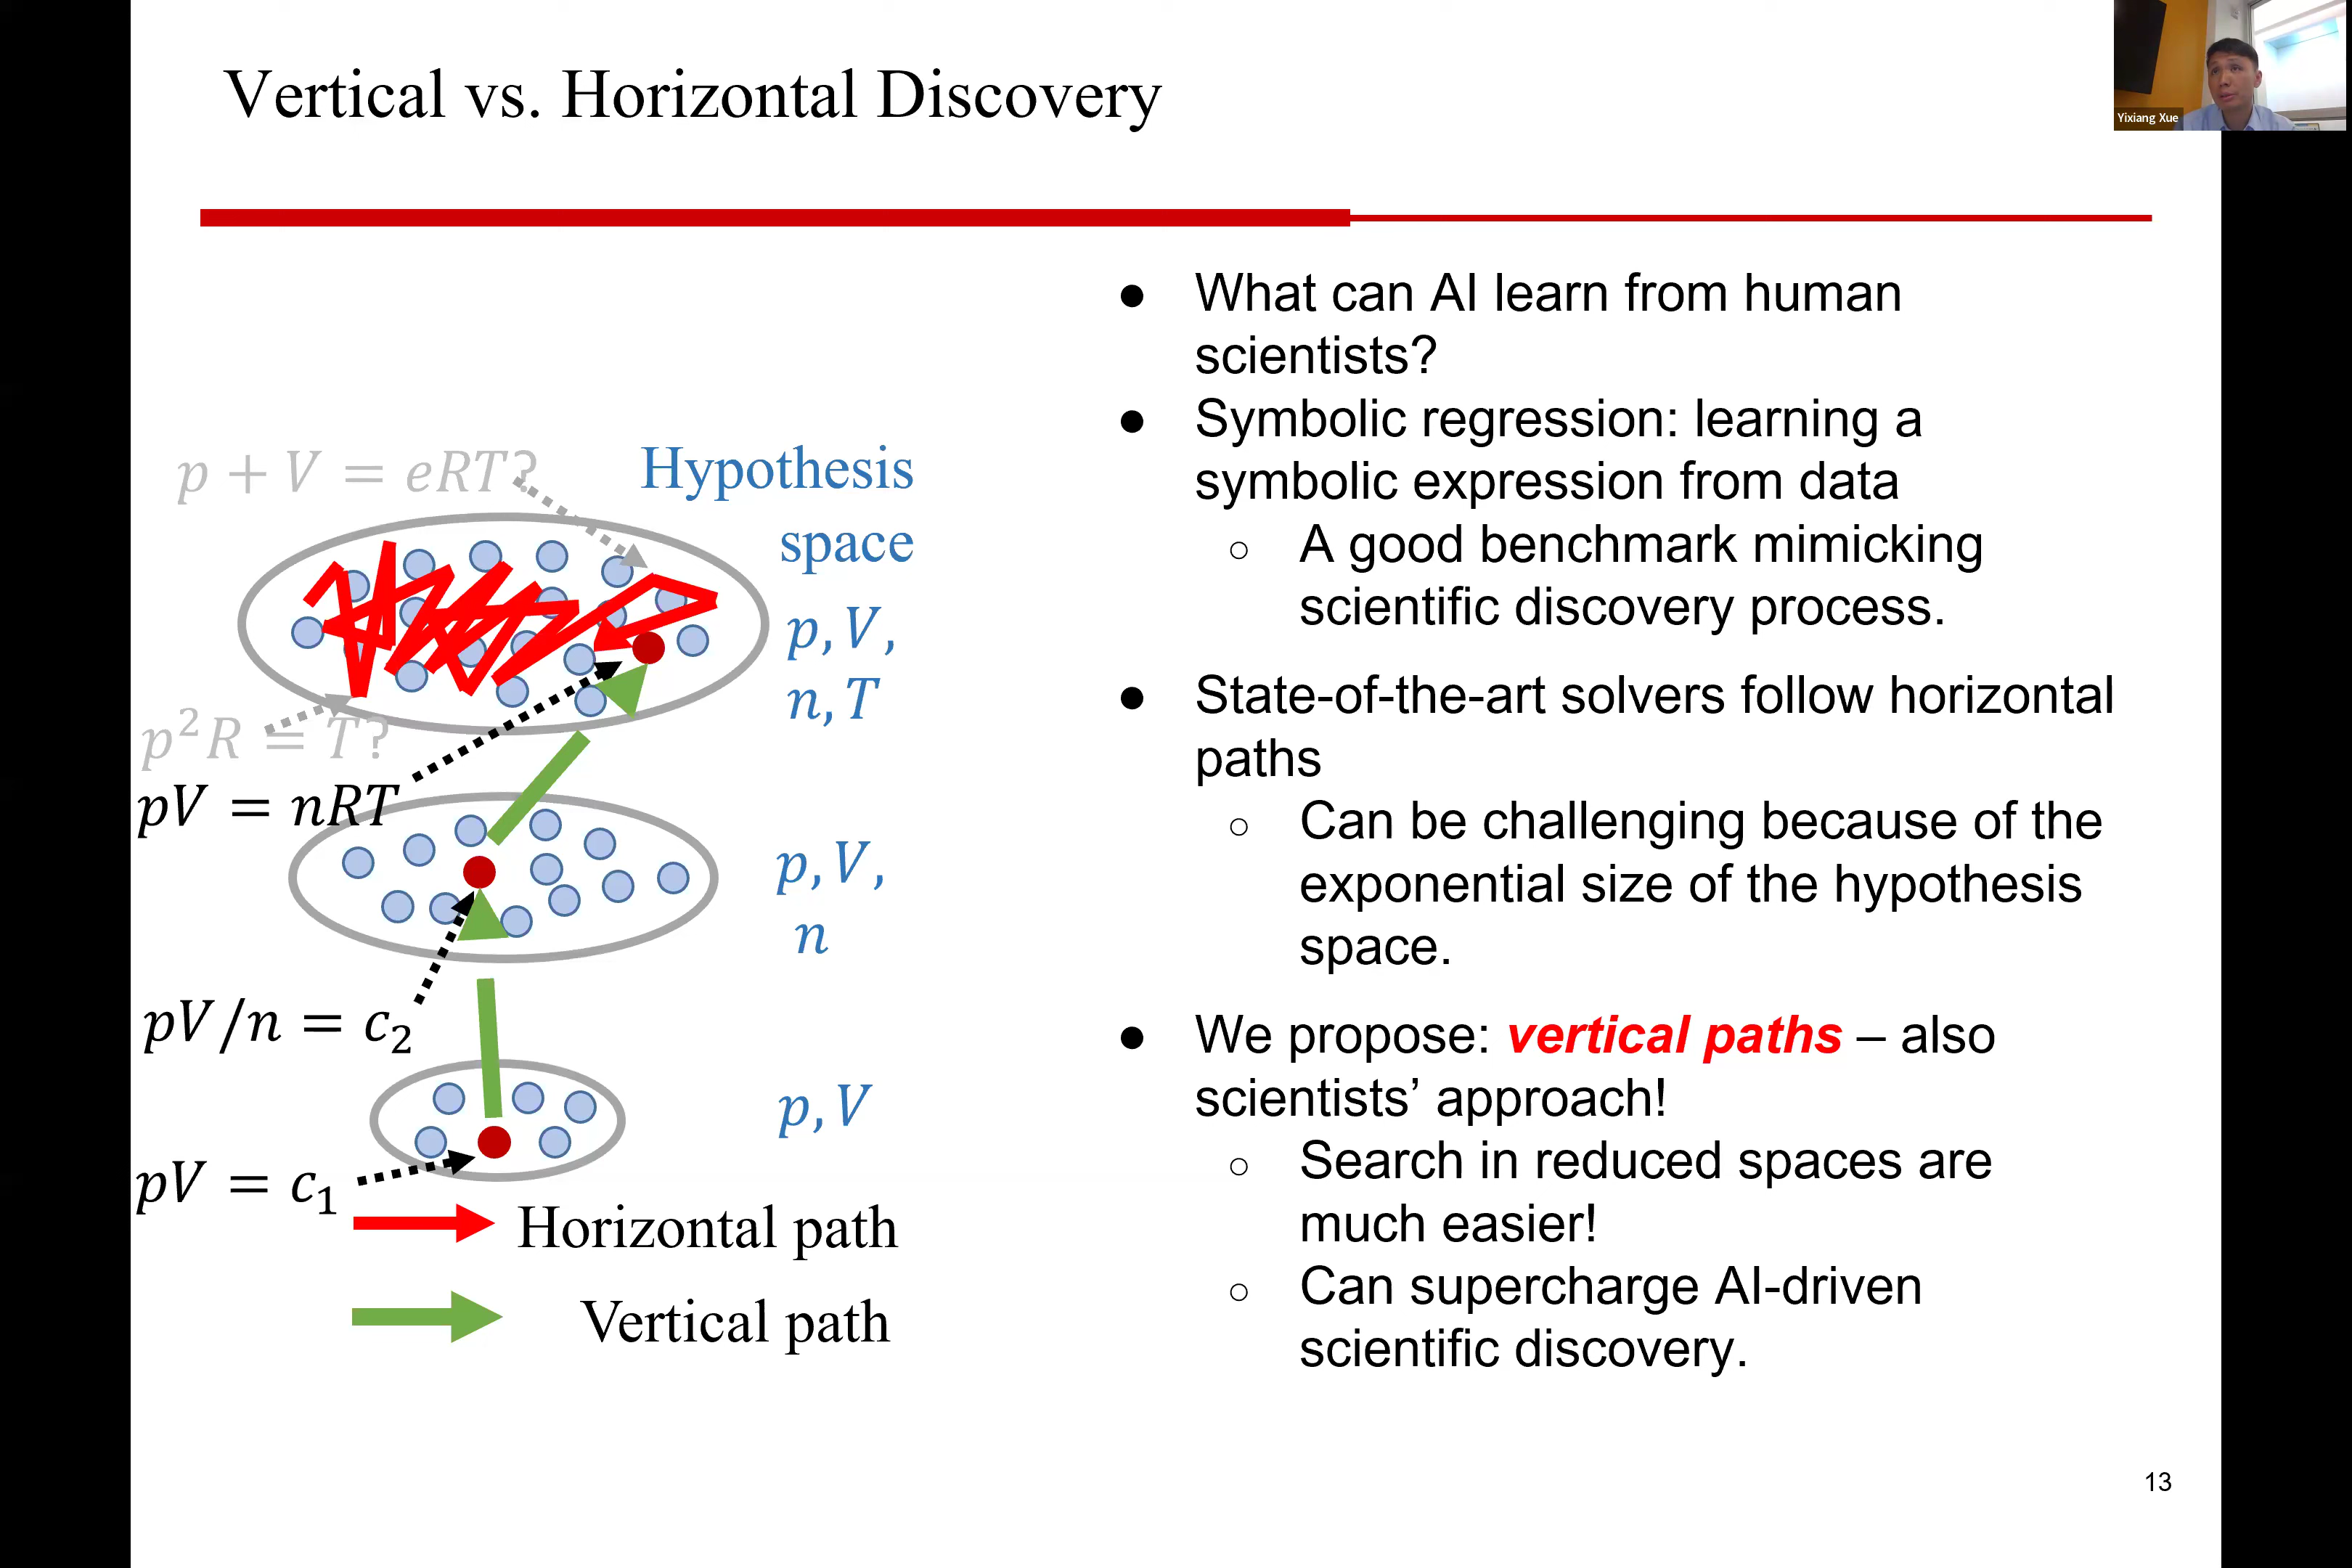 Vertical vs. Horizontal Discovery
Yixiang Xue
p + V = eRT?
Hypothesis
space
p, V,
n, T
p²R = T?
pV = nRT
p, V,
n
pV/n = c₂
p, V
pV = c₁
Horizontal path
Vertical path
● What can AI learn from human
scientists?
● Symbolic regression: learning a
symbolic expression from data
○ A good benchmark mimicking
scientific discovery process.
● State-of-the-art solvers follow horizontal
paths
○ Can be challenging because of the
exponential size of the hypothesis
space.
● We propose: vertical paths – also
scientists’ approach!
○ Search in reduced spaces are
much easier!
○ Can supercharge AI-driven
scientific discovery.
13